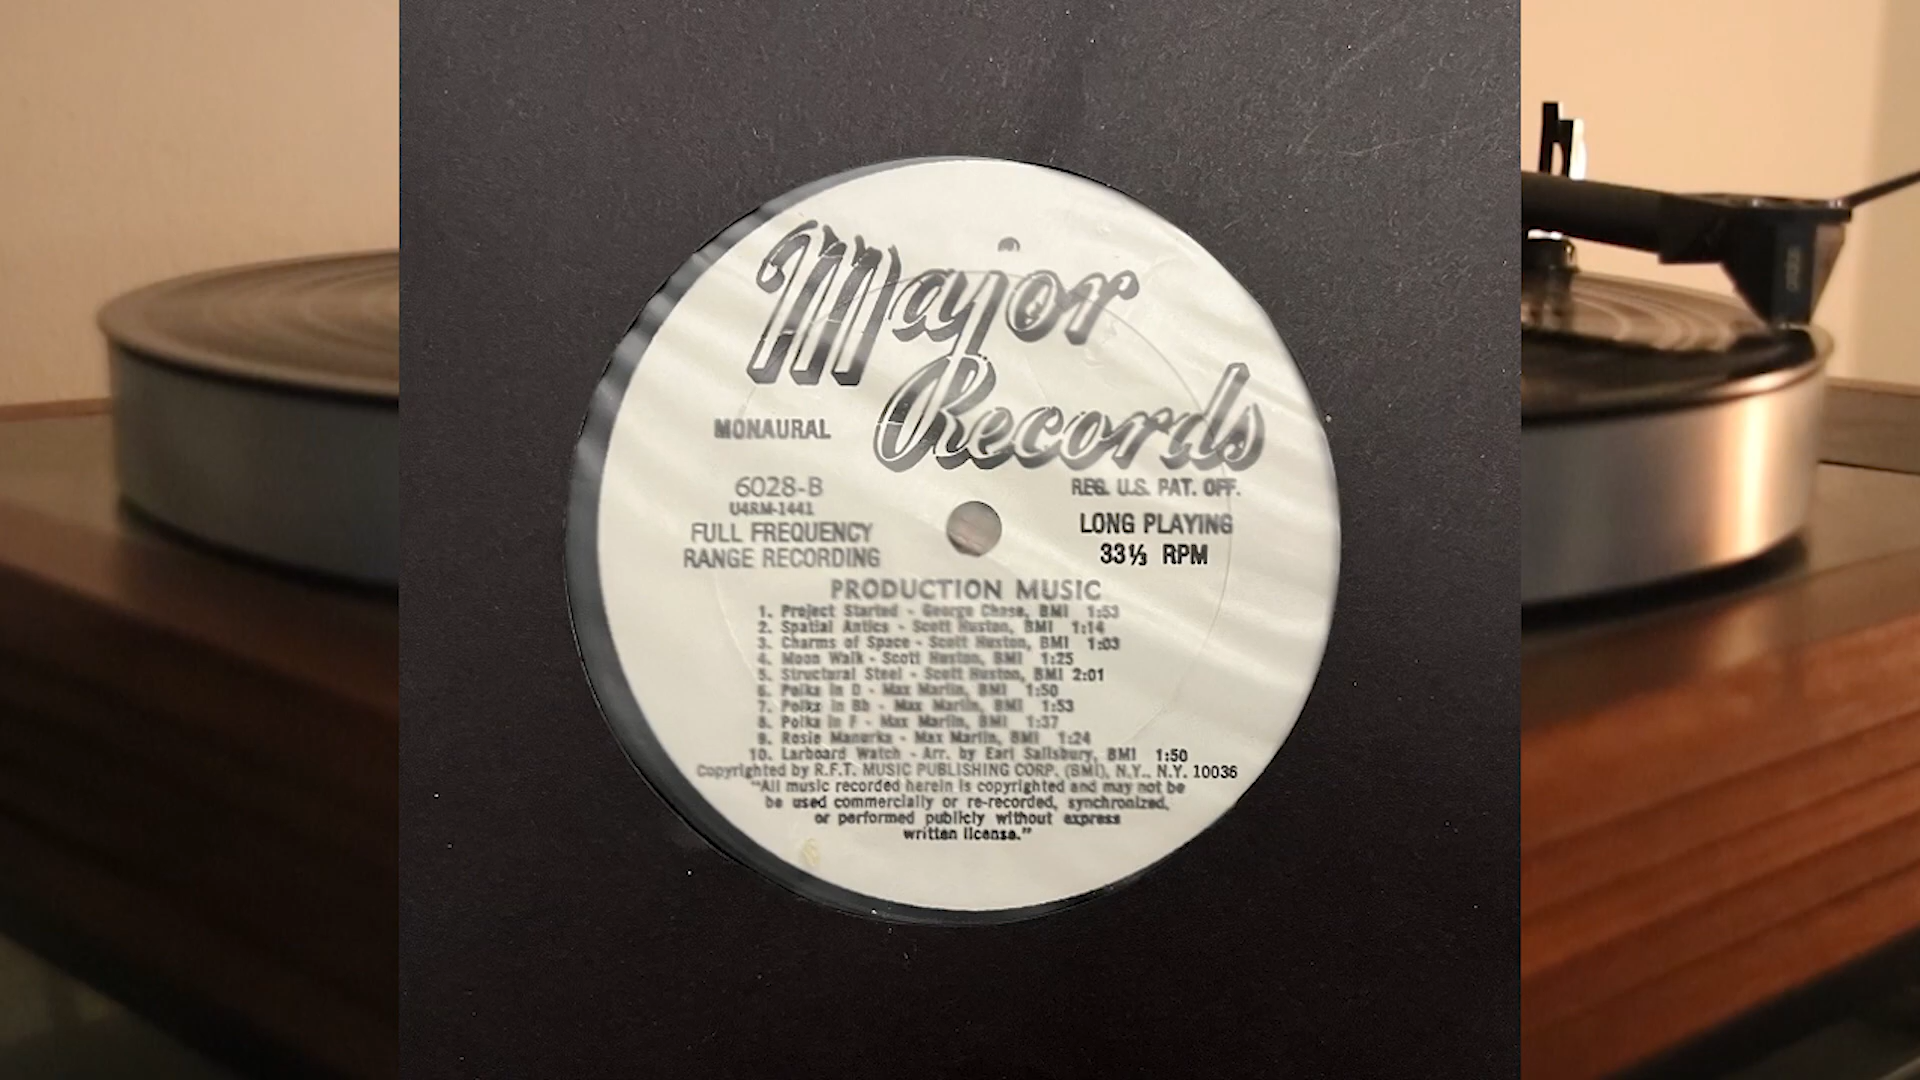 Major
Records
MONAURAL
6028-B
U4RM-1441
FULL FREQUENCY
RANGE RECORDING
REG. U.S. PAT. OFF.
LONG PLAYING
33⅓ RPM
PRODUCTION MUSIC
1. Project Started - George Chase, BMI 1:53
2. Spatial Antics - Scott Huston, BMI 1:14
3. Charms of Space - Scott Huston, BMI 1:03
4. Moon Walk - Scott Huston, BMI 1:25
5. Structural Steel - Scott Huston, BMI 2:01
6. Polka in D - Max Marlin, BMI 1:50
7. Polka in Bb - Max Marlin, BMI 1:53
8. Polka in F - Max Marlin, BMI 1:37
9. Rosie Manurka - Max Marlin, BMI 1:24
10. Larboard Watch - Arr. by Earl Salisbury, BMI 1:50
Copyrighted by R.F.T. MUSIC PUBLISHING CORP. (BMI), N.Y., N.Y. 10036
"All music recorded herein is copyrighted and may not be
be used commercially or re-recorded, synchronized,
or performed publicly without express
written license."